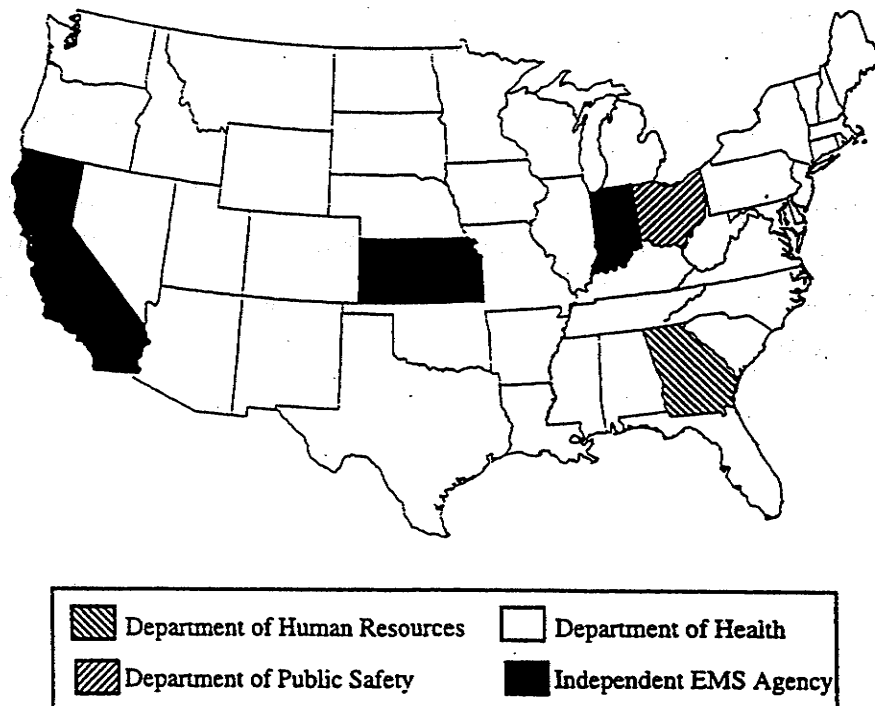 Department of Human Resources
Department of Health
Department of Public Safety
Independent EMS Agency